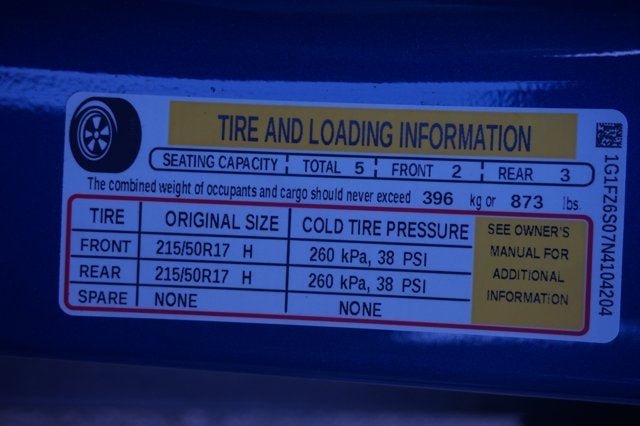 TIRE AND LOADING INFORMATION
SEATING CAPACITY TOTAL 5 FRONT 2 REAR 3
The combined weight of occupants and cargo should never exceed 396 kg or 873 lbs.
TIRE ORIGINAL SIZE COLD TIRE PRESSURE
FRONT 215/50R17 H 260 kPa, 38 PSI
REAR 215/50R17 H 260 kPa, 38 PSI
SPARE NONE NONE
SEE OWNER'S
MANUAL FOR
ADDITIONAL
INFORMATION
1G1FZ6S07N4104204